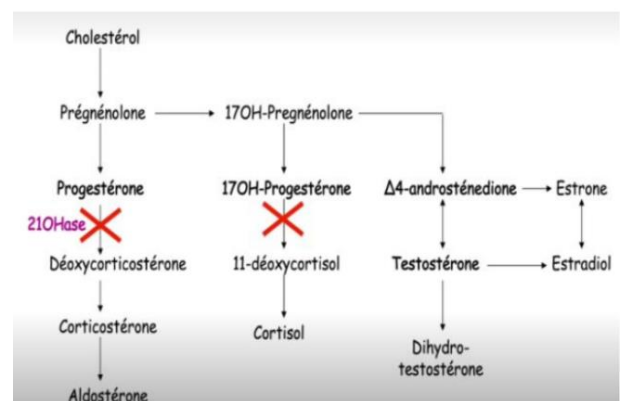 Cholestérol
Prégnénolone
17OH-Pregnénolone
Progestérone
17OH-Progestérone
Δ4-androsténedione
Estrone
21OHase
Déoxycorticostérone
11-déoxycortisol
Testostérone
Estradiol
Corticostérone
Cortisol
Dihydro-
testostérone
Aldostérone